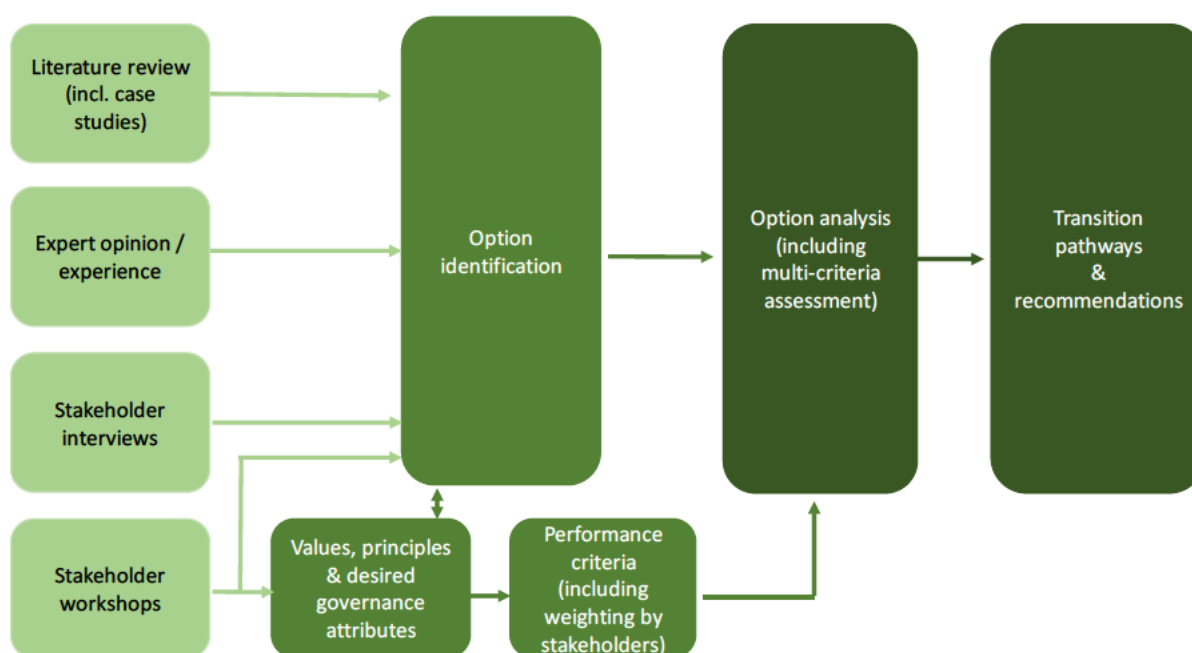 Literature review
(incl. case
studies)
Expert opinion /
experience
Stakeholder
interviews
Stakeholder
workshops
Option
identification
Values, principles
& desired
governance
attributes
Performance
criteria
(including
weighting by
stakeholders)
Option analysis
(including
multi-criteria
assessment)
Transition
pathways
&
recommendations